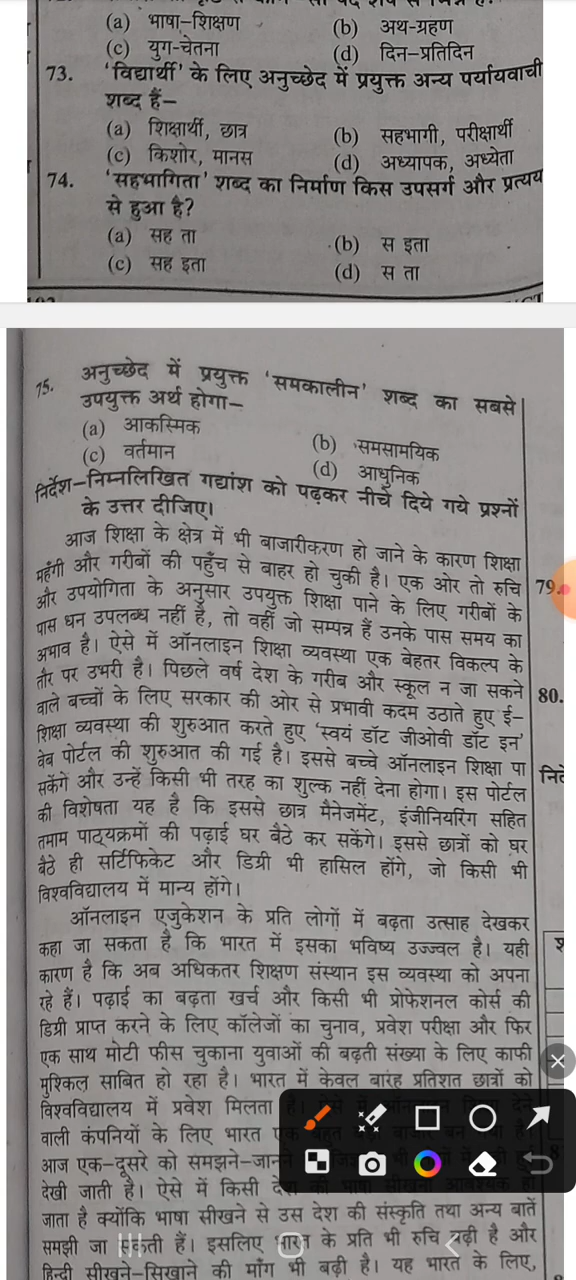 (a) भाषा–शिक्षण
(b) अथ-ग्रहण
(c) युग-चेतना
(d) दिन–प्रतिदिन
73. 'विद्यार्थी' के लिए अनुच्छेद में प्रयुक्त अन्य पर्यायवाची
शब्द हैं–
(a) शिक्षार्थी, छात्र
(b) सहभागी, परीक्षार्थी
(c) किशोर, मानस
(d) अध्यापक, अध्येता
74. 'सहभागिता' शब्द का निर्माण किस उपसर्ग और प्रत्यय
से हुआ है?
(a) सह ता
(b) स इता
(c) सह इता
(d) स ता
75. अनुच्छेद में प्रयुक्त 'समकालीन' शब्द का सबसे
उपयुक्त अर्थ होगा–
(a) आकस्मिक
(b) समसामयिक
(c) वर्तमान
(d) आधुनिक
निर्देश–निम्नलिखित गद्यांश को पढ़कर नीचे दिये गये प्रश्नों
के उत्तर दीजिए।
आज शिक्षा के क्षेत्र में भी बाजारीकरण हो जाने के कारण शिक्षा
महँगी और गरीबों की पहुँच से बाहर हो चुकी है। एक ओर तो रुचि
और उपयोगिता के अनुसार उपयुक्त शिक्षा पाने के लिए गरीबों के
पास धन उपलब्ध नहीं है, तो वहीं जो सम्पन्न हैं उनके पास समय का
अभाव है। ऐसे में ऑनलाइन शिक्षा व्यवस्था एक बेहतर विकल्प के
तौर पर उभरी है। पिछले वर्ष देश के गरीब और स्कूल न जा सकने
वाले बच्चों के लिए सरकार की ओर से प्रभावी कदम उठाते हुए ई–
शिक्षा व्यवस्था की शुरुआत करते हुए 'स्वयं डॉट जीओवी डॉट इन'
वेब पोर्टल की शुरुआत की गई है। इससे बच्चे ऑनलाइन शिक्षा पा
सकेंगे और उन्हें किसी भी तरह का शुल्क नहीं देना होगा। इस पोर्टल
की विशेषता यह है कि इससे छात्र मैनेजमेंट, इंजीनियरिंग सहित
तमाम पाठ्यक्रमों की पढ़ाई घर बैठे कर सकेंगे। इससे छात्रों को घर
बैठे ही सर्टिफिकेट और डिग्री भी हासिल होंगे, जो किसी भी
विश्वविद्यालय में मान्य होंगे।
ऑनलाइन एजुकेशन के प्रति लोगों में बढ़ता उत्साह देखकर
कहा जा सकता है कि भारत में इसका भविष्य उज्ज्वल है। यही
कारण है कि अब अधिकतर शिक्षण संस्थान इस व्यवस्था को अपना
रहे हैं। पढ़ाई का बढ़ता खर्च और किसी भी प्रोफेशनल कोर्स की
डिग्री प्राप्त करने के लिए कॉलेजों का चुनाव, प्रवेश परीक्षा और फिर
एक साथ मोटी फीस चुकाना युवाओं की बढ़ती संख्या के लिए काफी
मुश्किल साबित हो रहा है। भारत में केवल बारह प्रतिशत छात्रों को
विश्वविद्यालय में प्रवेश मिलता
वाली कंपनियों के लिए भारत
आज एक–दूसरे को समझने–जानने
देखी जाती है। ऐसे में किसी
जाता है क्योंकि भाषा सीखने से उस देश की संस्कृति तथा अन्य बातें
समझी जा सकती हैं। इसलिए भारत के प्रति भी रुचि बढ़ी है और
हिन्दी सीखने–सिखाने की माँग भी बढ़ी है। यह भारत के लिए,
79.
80.